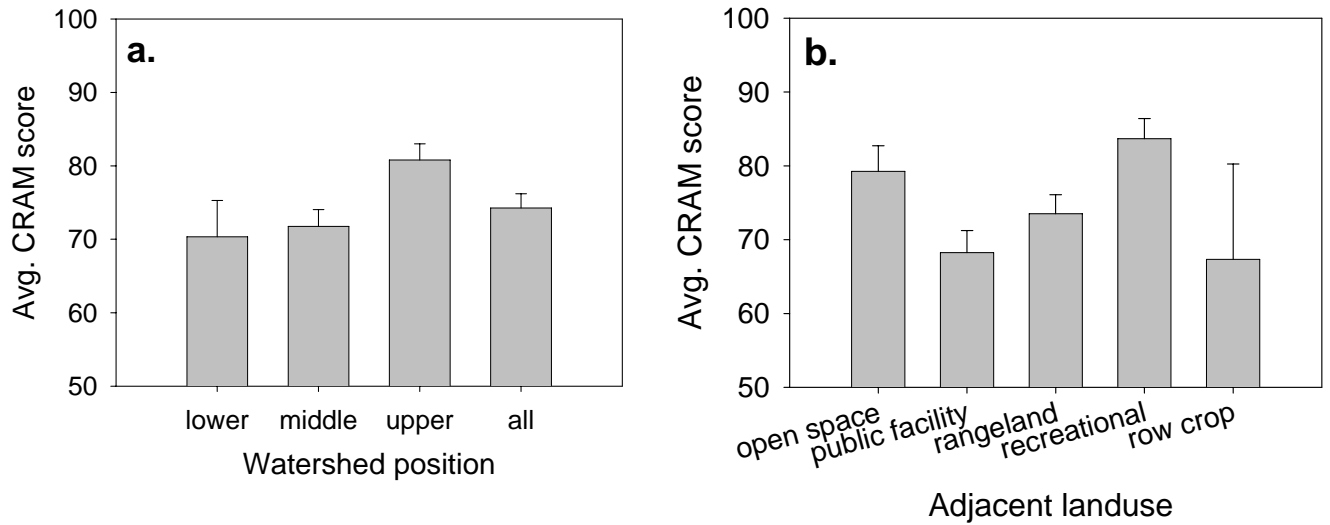 a.
Avg. CRAM score
100
90
80
70
60
50
lower middle upper all
Watershed position
b.
Avg. CRAM score
100
90
80
70
60
50
open space
public facility
rangeland
recreational
row crop
Adjacent landuse